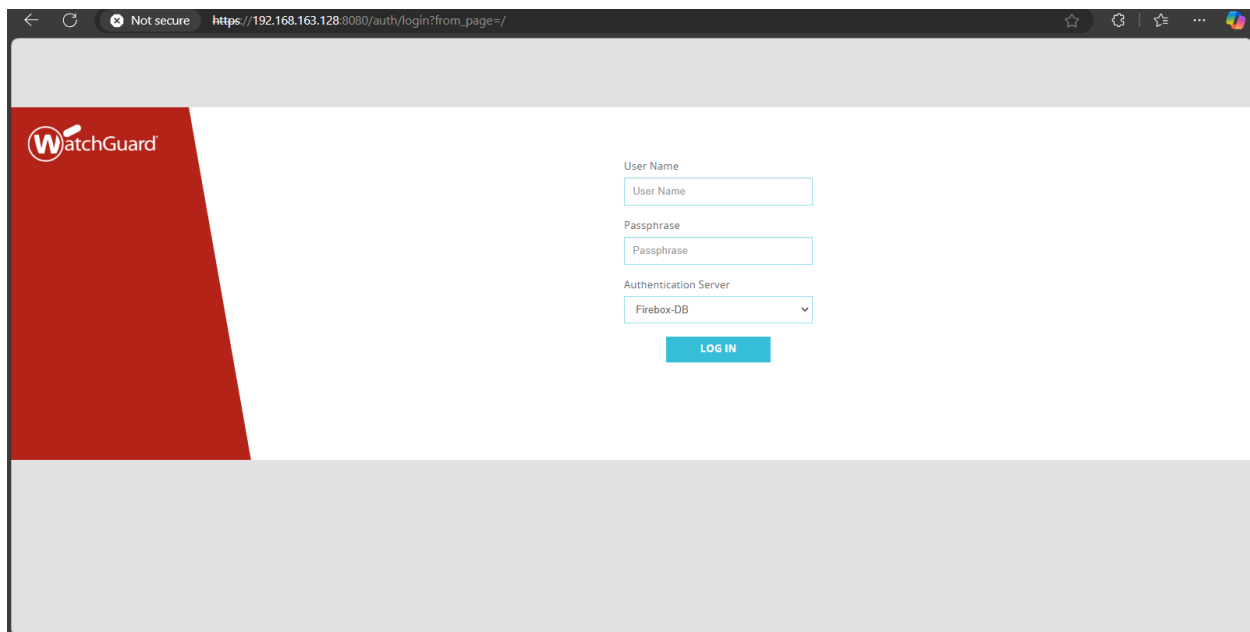 Not secure https://192.168.163.128:8080/auth/login?from_page=/
WatchGuard
User Name
User Name
Passphrase
Passphrase
Authentication Server
Firebox-DB
LOG IN